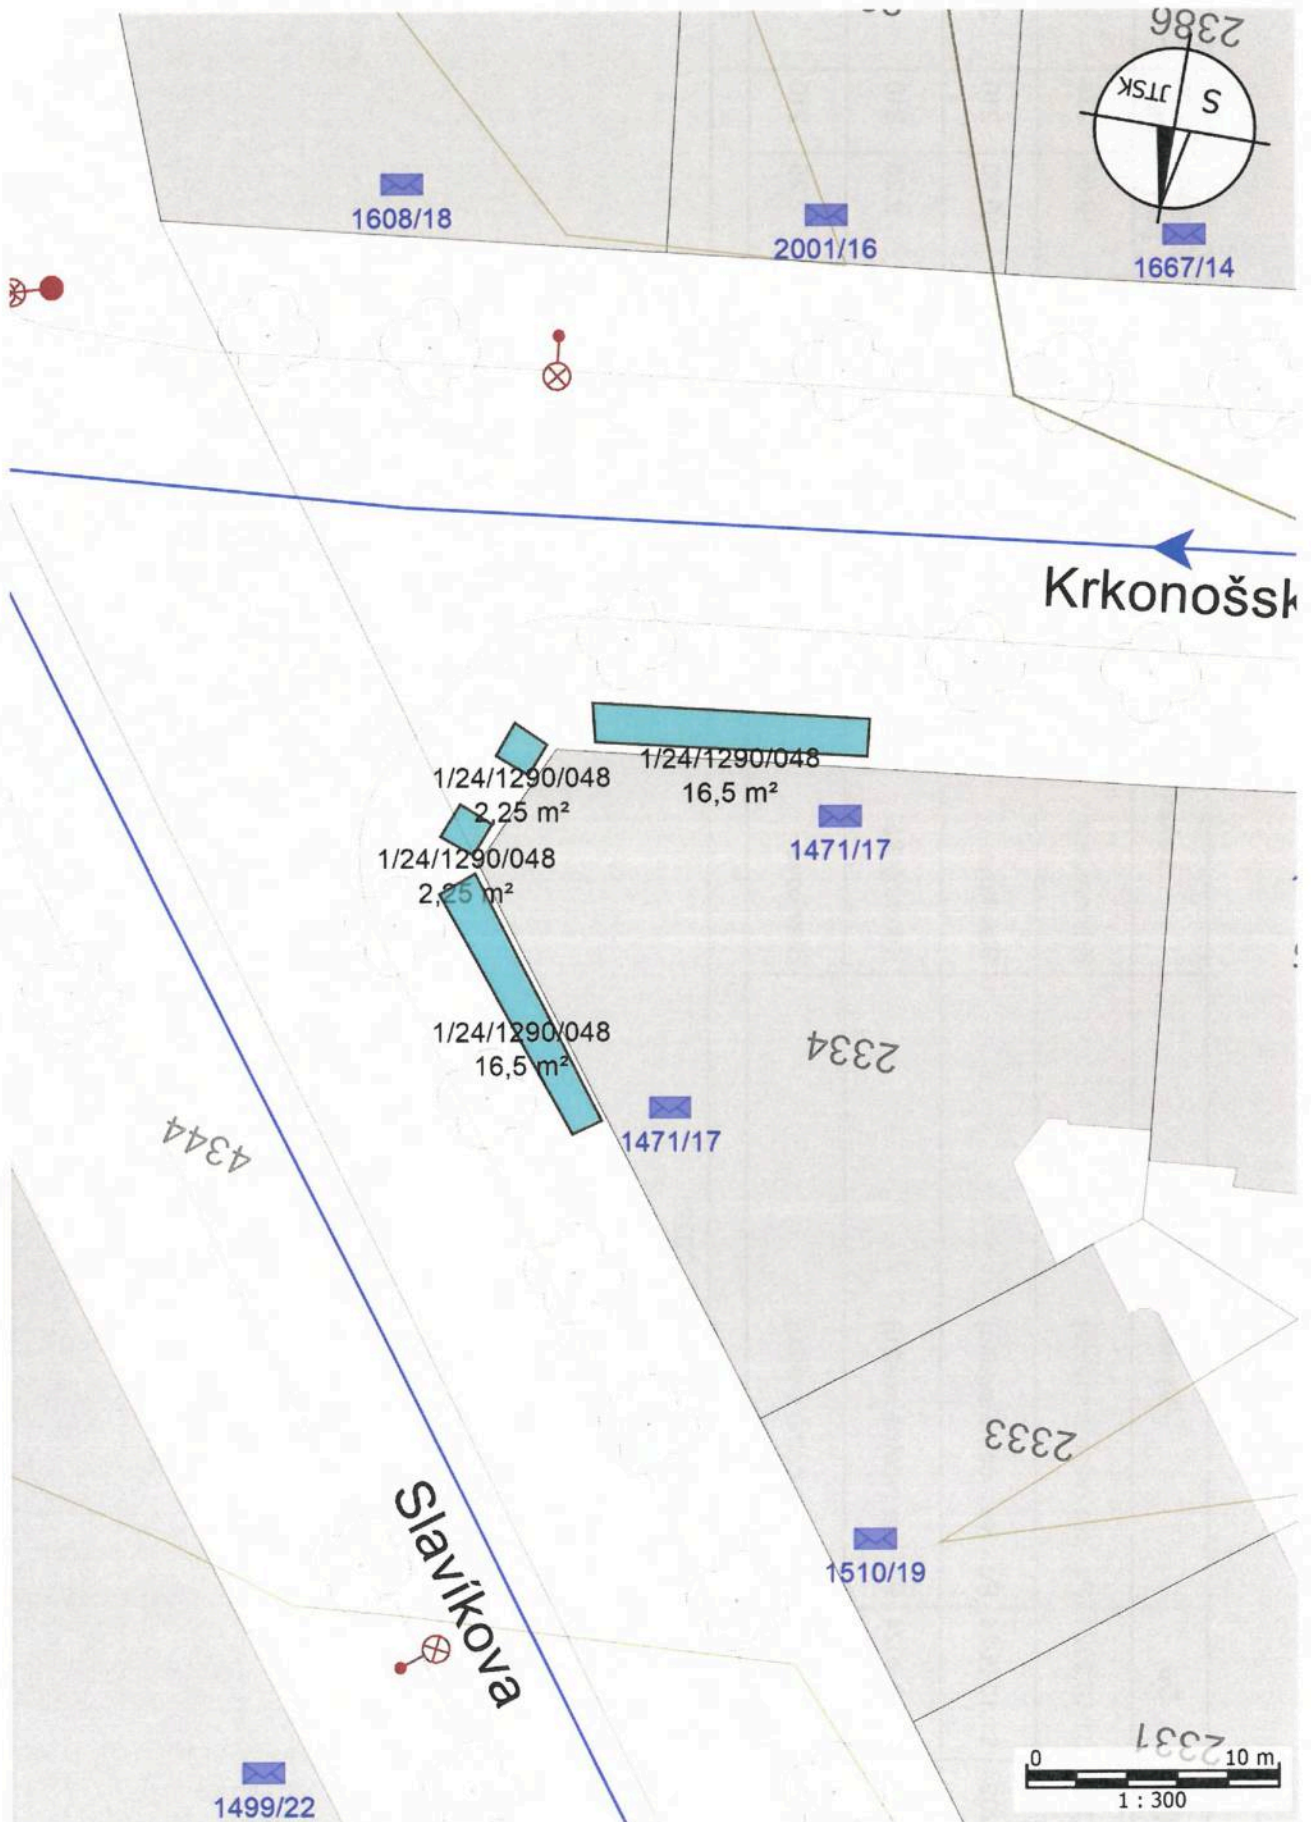 2386
JTSK
S
1608/18
2001/16
1667/14
Krkonošsk
1/24/1290/048
16,5 m²
1/24/1290/048
2,25 m²
1471/17
1/24/1290/048
2,25 m²
1/24/1290/048
16,5 m²
2334
1471/17
4344
2333
Slavíkova
1510/19
2331
0 10 m
1 : 300
1499/22